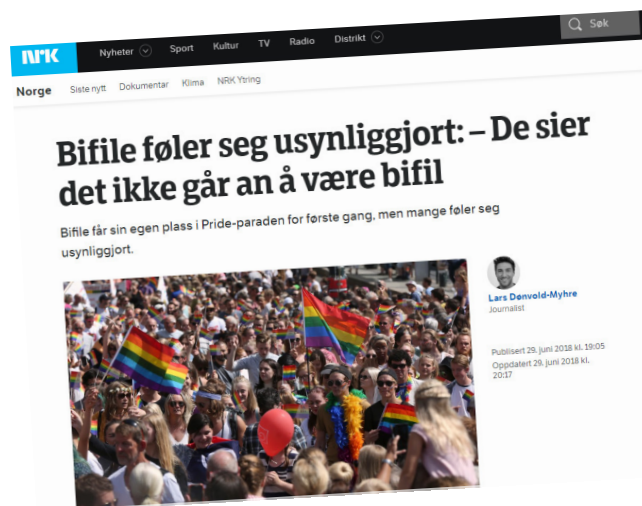 NRK
Nyheter Sport Kultur TV Radio Distrikt Søk
Norge Siste nytt Dokumentar Klima NRK Ytring
Bifile føler seg usynliggjort: – De sier
det ikke går an å være bifil
Bifile får sin egen plass i Pride-paraden for første gang, men mange føler seg
usynliggjort.
Lars Dønvold-Myhre
Journalist
Publisert 29. juni 2018 kl. 19:05
Oppdatert 29. juni 2018 kl.
20:17